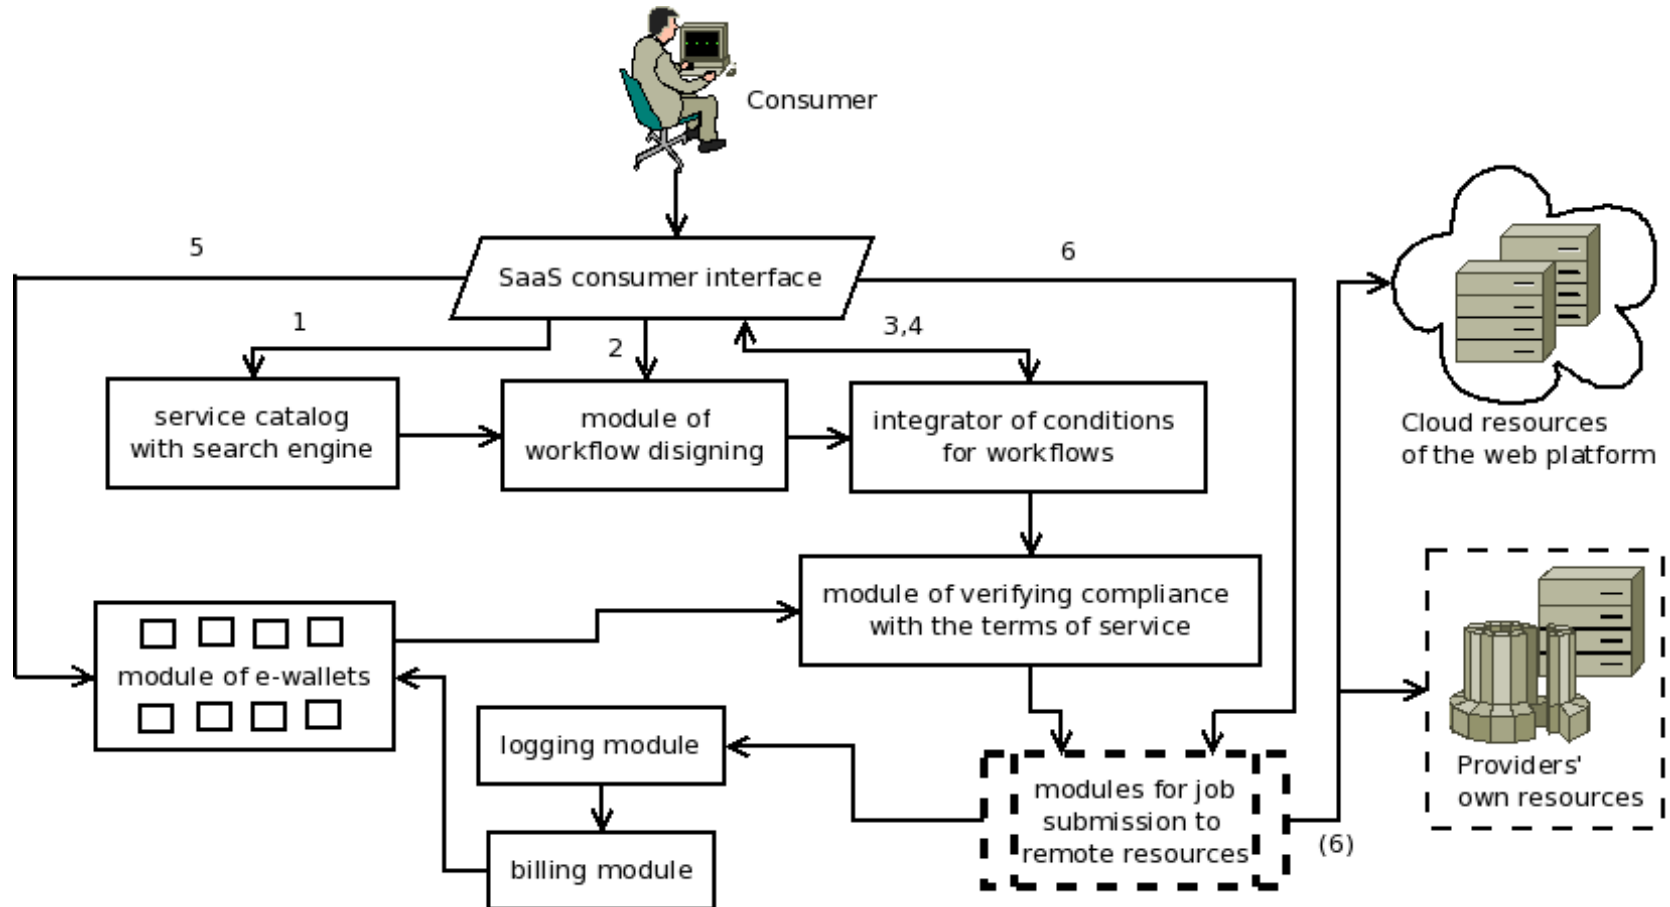 Consumer
5
SaaS consumer interface
6
1
2
3,4
service catalog
with search engine
module of
workflow disigning
integrator of conditions
for workflows
Cloud resources
of the web platform
module of verifying compliance
with the terms of service
module of e-wallets
logging module
billing module
modules for job
submission to
remote resources
(6)
Providers'
own resources